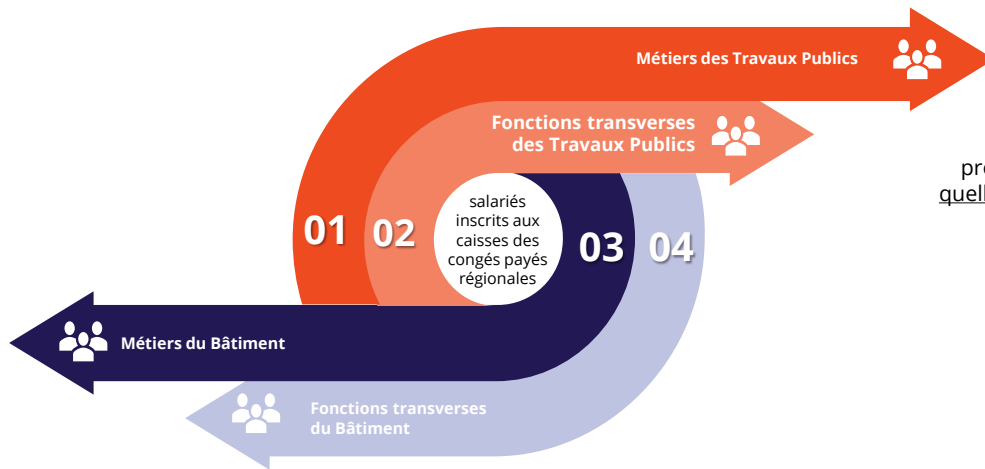 Métiers des Travaux Publics
Fonctions transverses
des Travaux Publics
01
02
salariés
inscrits aux
caisses des
congés payés
régionales
03
04
Métiers du Bâtiment
Fonctions transverses
du Bâtiment